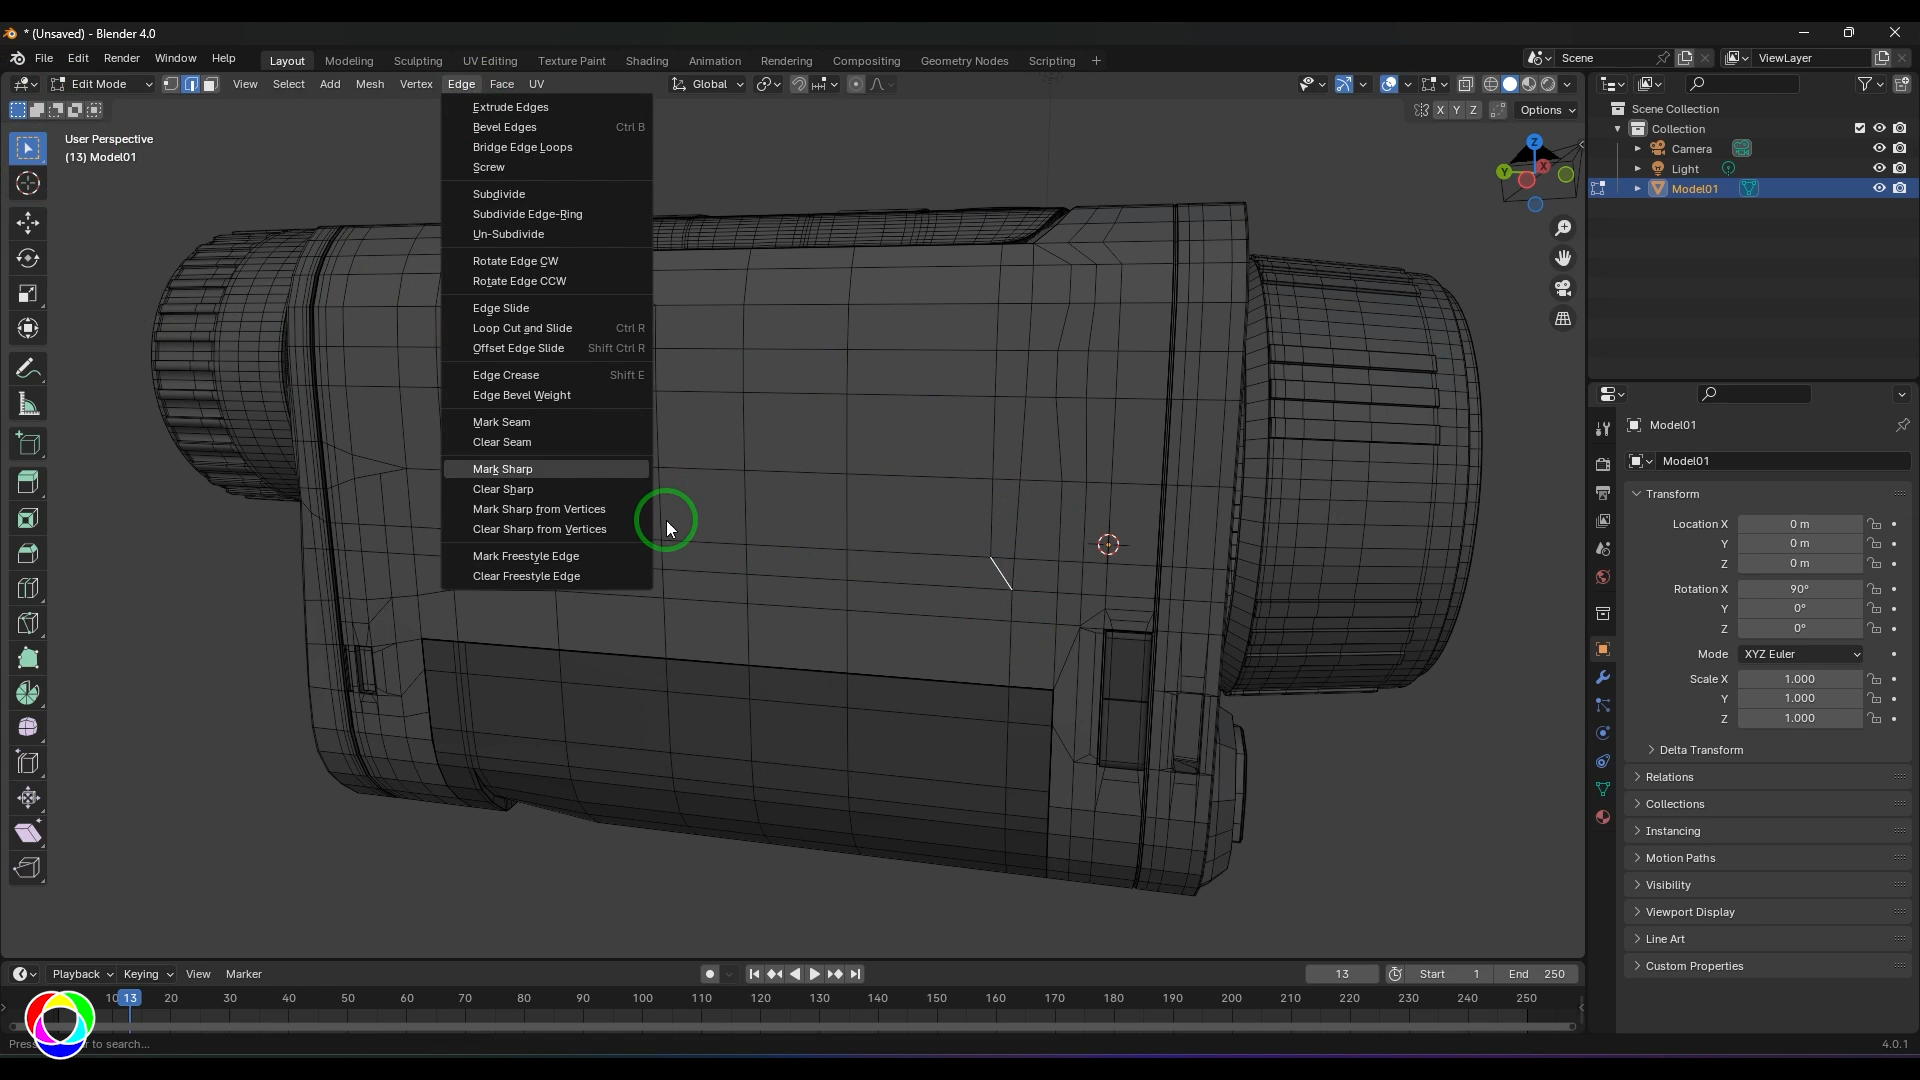 * (Unsaved) - Blender 4.0
File Edit Render Window Help
Layout Modeling Sculpting UV Editing Texture Paint Shading Animation Rendering Compositing Geometry Nodes Scripting +
Scene
ViewLayer
Edit Mode
View Select Add Mesh Vertex Edge Face UV
Global
X Y Z
Options
User Perspective
(13) Model01
Extrude Edges
Bevel Edges Ctrl B
Bridge Edge Loops
Screw
Subdivide
Subdivide Edge-Ring
Un-Subdivide
Rotate Edge CW
Rotate Edge CCW
Edge Slide
Loop Cut and Slide Ctrl R
Offset Edge Slide Shift Ctrl R
Edge Crease Shift E
Edge Bevel Weight
Mark Seam
Clear Seam
Mark Sharp
Clear Sharp
Mark Sharp from Vertices
Clear Sharp from Vertices
Mark Freestyle Edge
Clear Freestyle Edge
Z
Y
X
Scene Collection
Collection
Camera
Light
Model01
Model01
Model01
Transform
Location X 0 m
Y 0 m
Z 0 m
Rotation X 90°
Y 0°
Z 0°
Mode XYZ Euler
Scale X 1.000
Y 1.000
Z 1.000
Delta Transform
Relations
Collections
Instancing
Motion Paths
Visibility
Viewport Display
Line Art
Custom Properties
Playback Keying View Marker
13
Start 1
End 250
10 13 20 30 40 50 60 70 80 90 100 110 120 130 140 150 160 170 180 190 200 210 220 230 240 250
to search...
4.0.1